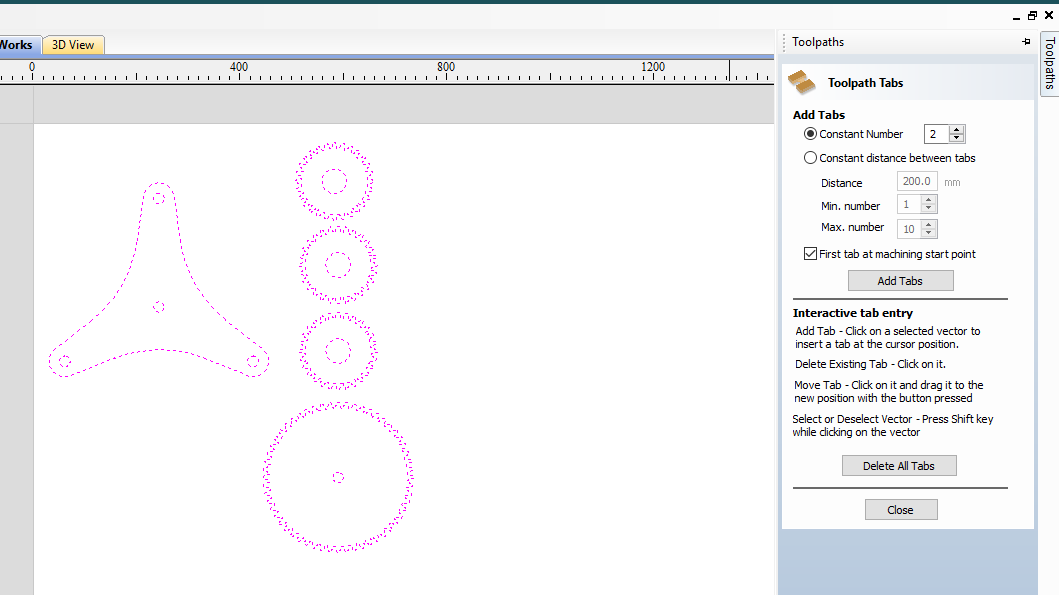 Works
3D View
Toolpaths
Toolpaths
0
400
800
1200
Toolpath Tabs
Add Tabs
Constant Number
2
Constant distance between tabs
Distance
200.0
mm
Min. number
1
Max. number
10
First tab at machining start point
Add Tabs
Interactive tab entry
Add Tab - Click on a selected vector to
insert a tab at the cursor position.
Delete Existing Tab - Click on it.
Move Tab - Click on it and drag it to the
new position with the button pressed
Select or Deselect Vector - Press Shift key
while clicking on the vector
Delete All Tabs
Close